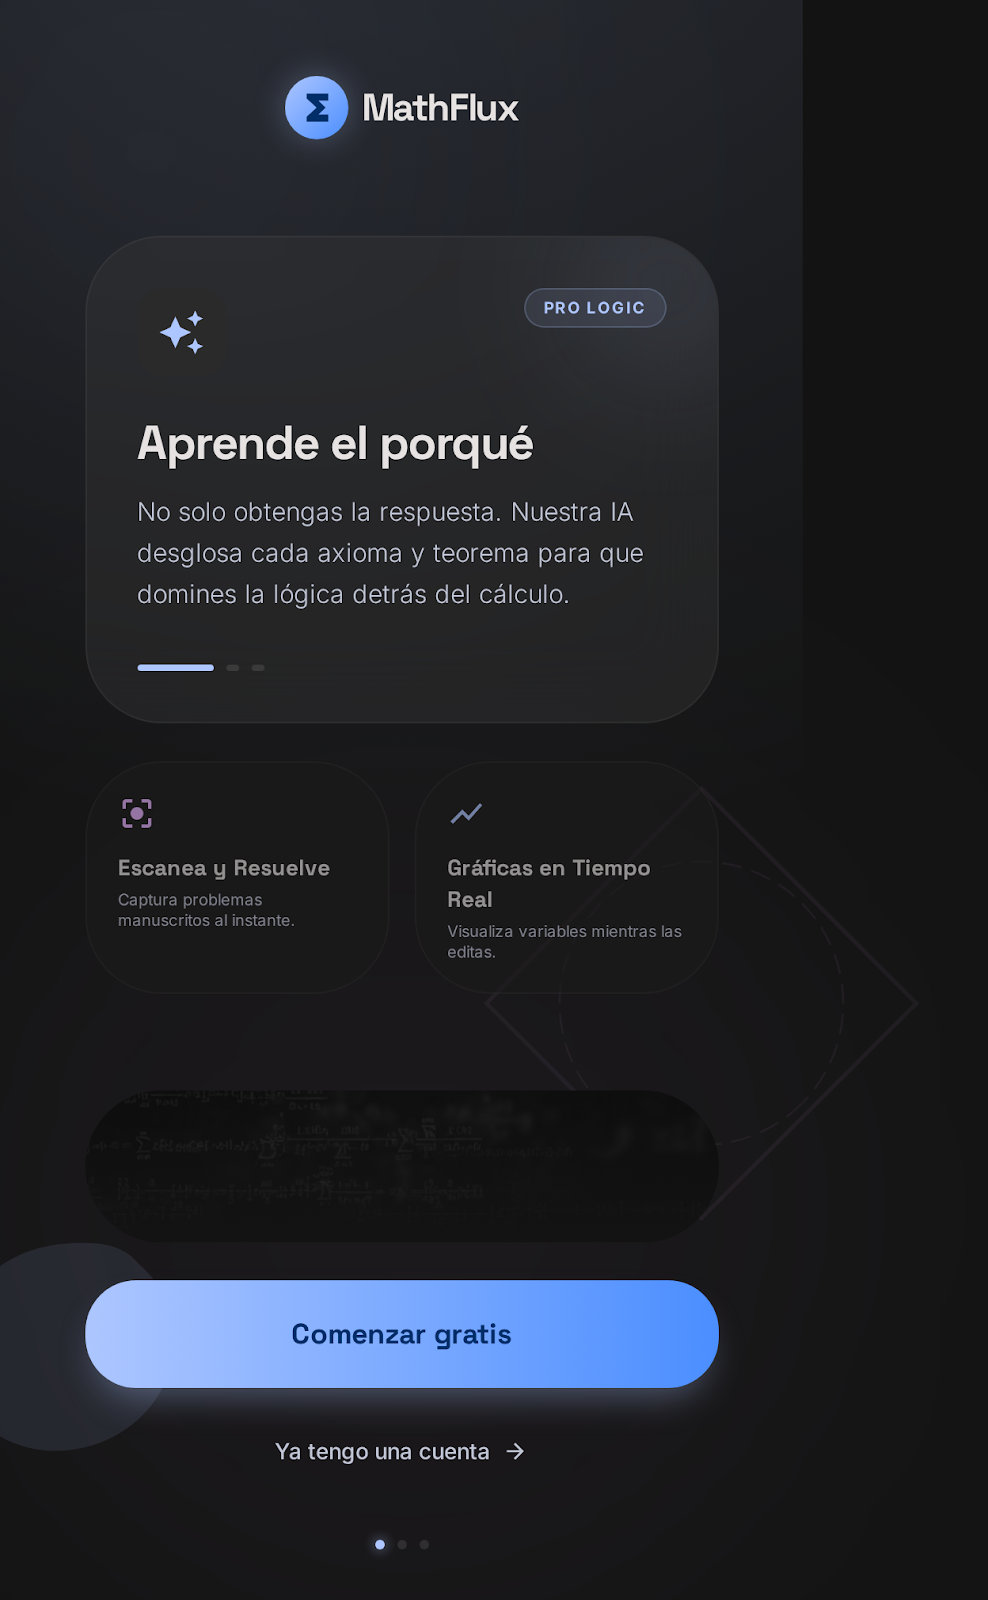 Σ MathFlux
PRO LOGIC
Aprende el porqué
No solo obtengas la respuesta. Nuestra IA
desglosa cada axioma y teorema para que
domines la lógica detrás del cálculo.
Escanea y Resuelve
Captura problemas
manuscritos al instante.
Gráficas en Tiempo
Real
Visualiza variables mientras las
editas.
Comenzar gratis
Ya tengo una cuenta →